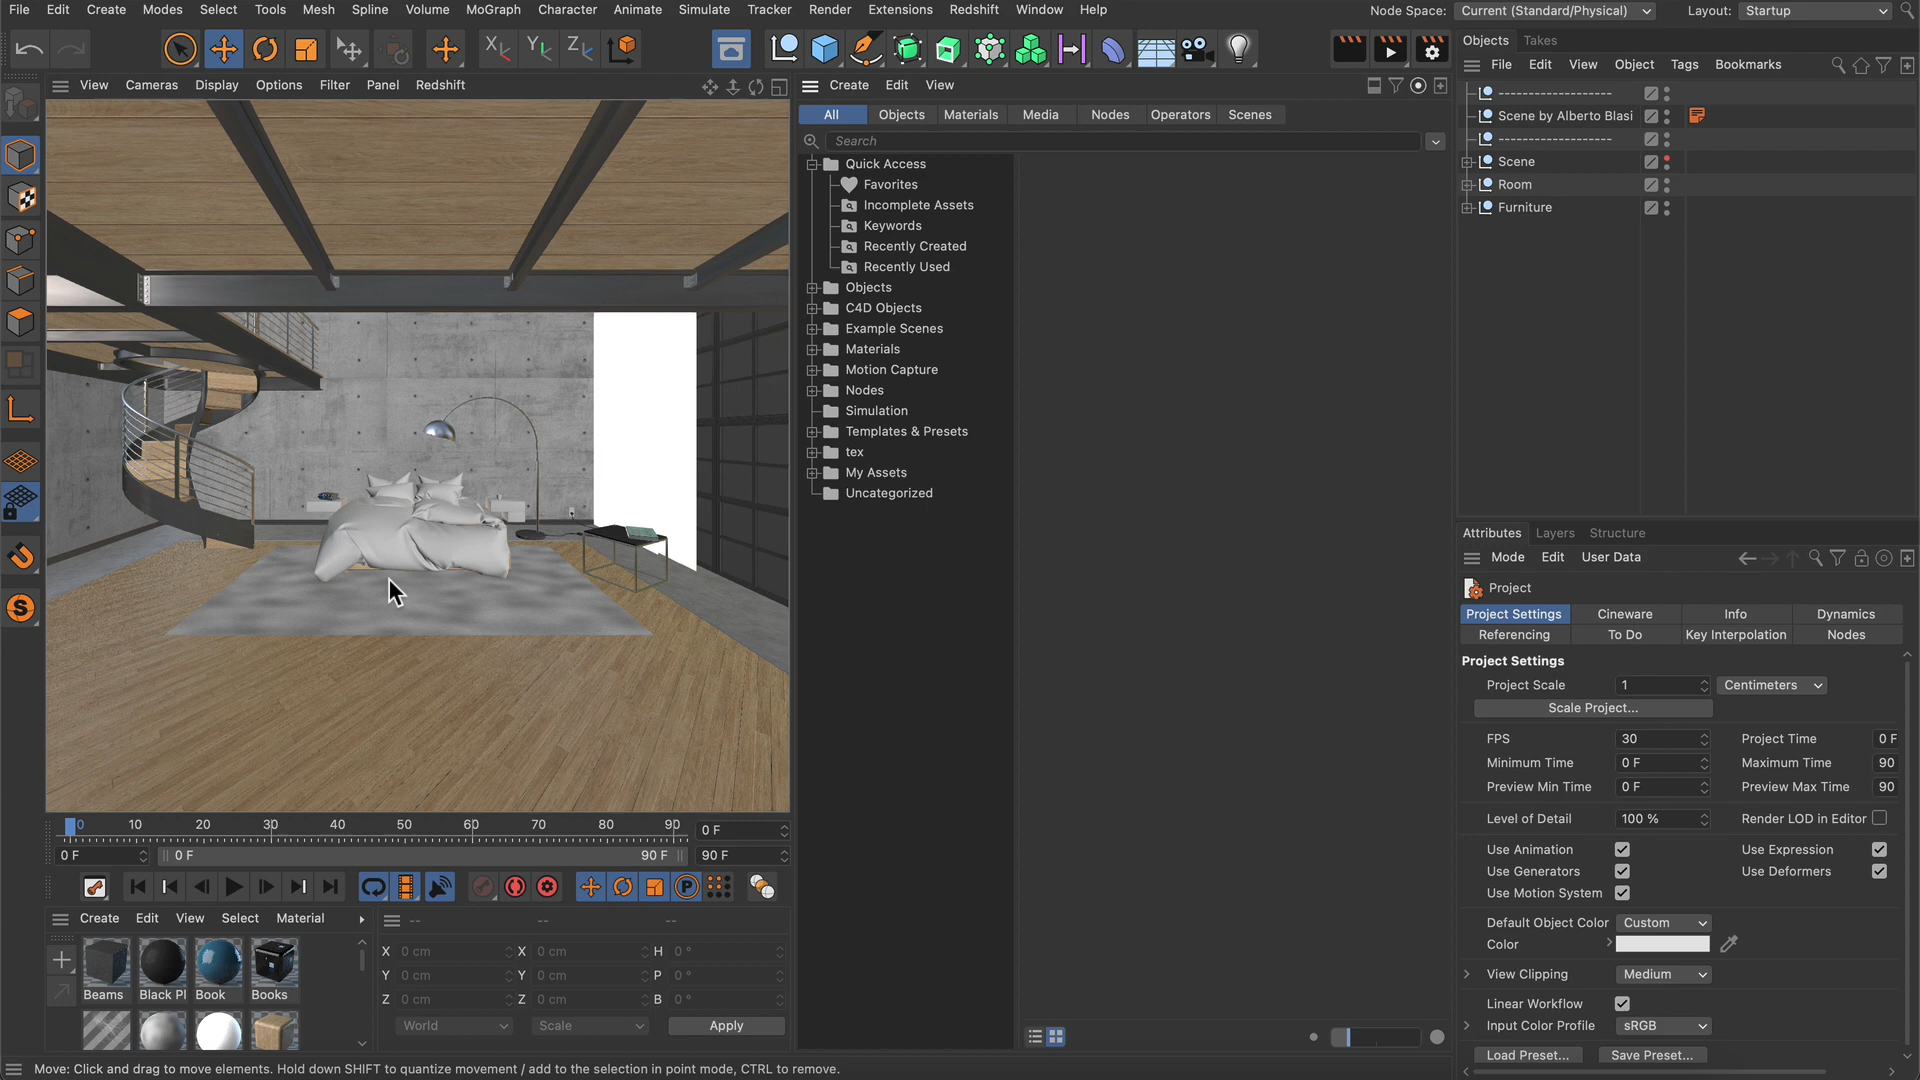 File Edit Create Modes Select Tools Mesh Spline Volume MoGraph Character Animate Simulate Tracker Render Extensions Redshift Window Help Node Space: Current (Standard/Physical) Layout: Startup
X Y Z
Objects Takes
File Edit View Object Tags Bookmarks
View Cameras Display Options Filter Panel Redshift
Create Edit View
All Objects Materials Media Nodes Operators Scenes
Search
Quick Access
Favorites
Incomplete Assets
Keywords
Recently Created
Recently Used
Objects
C4D Objects
Example Scenes
Materials
Motion Capture
Nodes
Simulation
Templates & Presets
tex
My Assets
Uncategorized
--------------------
Scene by Alberto Blasi
--------------------
Scene
Room
Furniture
Attributes Layers Structure
Mode Edit User Data
Project
Project Settings Cineware Info Dynamics
Referencing To Do Key Interpolation Nodes
Project Settings
Project Scale 1 Centimeters
Scale Project...
FPS 30 Project Time 0 F
Minimum Time 0 F Maximum Time 90
Preview Min Time 0 F Preview Max Time 90
Level of Detail 100 % Render LOD in Editor
Use Animation Use Expression
Use Generators Use Deformers
Use Motion System
Default Object Color Custom
Color
View Clipping Medium
Linear Workflow
Input Color Profile sRGB
Load Preset... Save Preset...
0 10 20 30 40 50 60 70 80 90 0 F
0 F 0 F 90 F 90 F
P
Create Edit View Select Material
-- -- --
Beams Black Pl Book Books
X 0 cm X 0 cm H 0 °
Y 0 cm Y 0 cm P 0 °
Z 0 cm Z 0 cm B 0 °
World Scale Apply
S
Move: Click and drag to move elements. Hold down SHIFT to quantize movement / add to the selection in point mode, CTRL to remove.